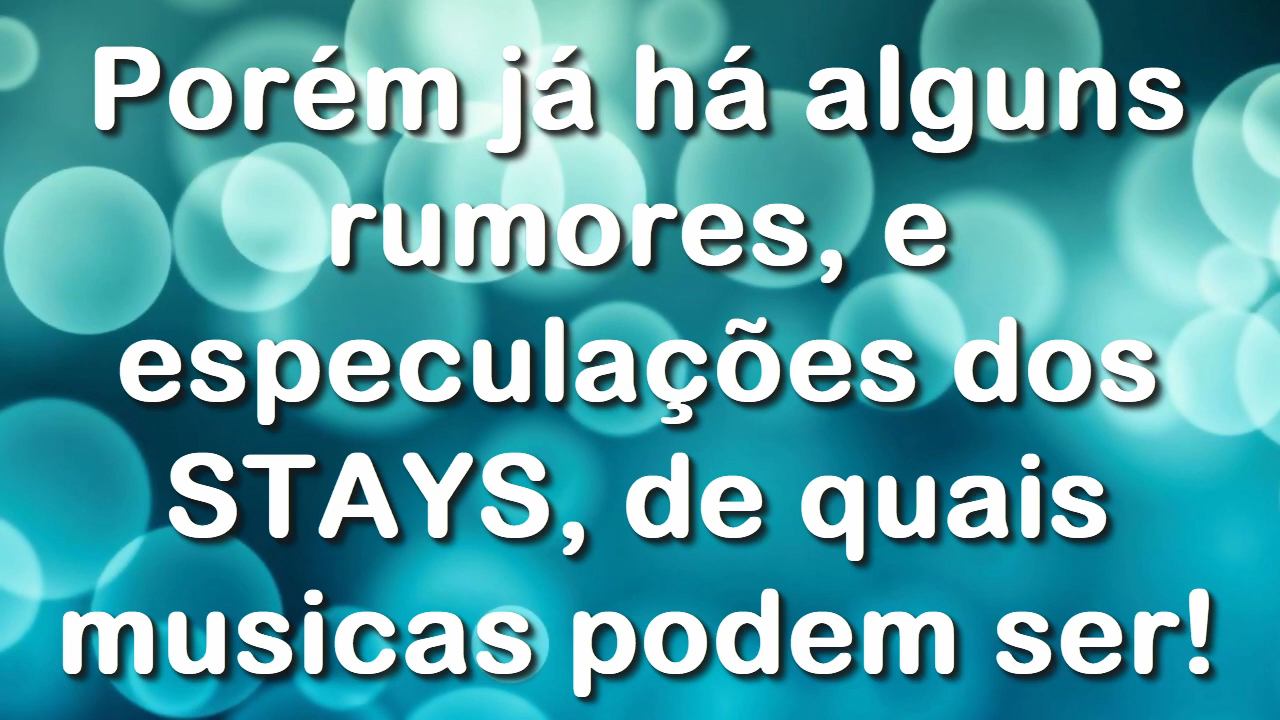 Porém já há alguns
rumores, e
especulações dos
STAYS, de quais
musicas podem ser!